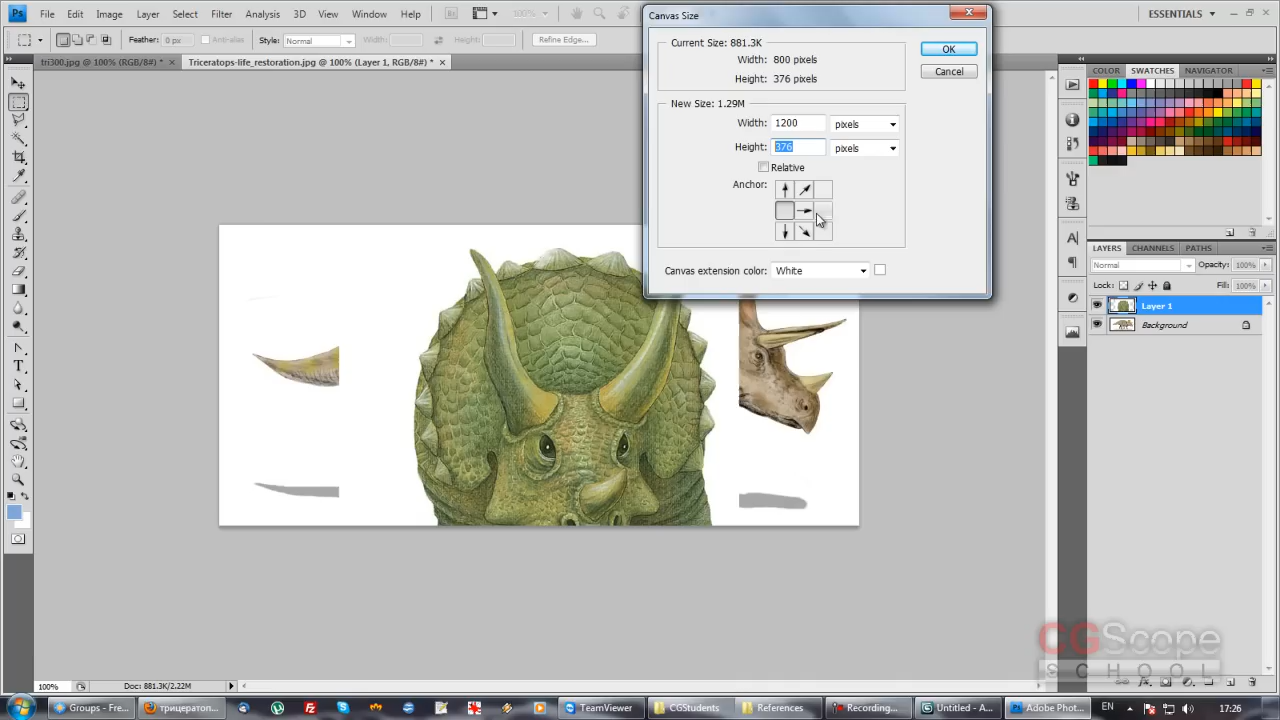 Ps File Edit Image Layer Select Filter Analysis 3D View Window Help Br 100% ESSENTIALS
Feather: 0 px Anti-alias Style: Normal Width: Height: Refine Edge...
tri300.jpg @ 100% (RGB/8#) * × Triceratops-life_restoration.jpg @ 100% (Layer 1, RGB/8#) * ×
Canvas Size
Current Size: 881.3K
Width: 800 pixels
Height: 376 pixels
New Size: 1.29M
Width: 1200 pixels
Height: 376 pixels
Relative
Anchor:
Canvas extension color: White
OK
Cancel
COLOR SWATCHES NAVIGATOR
LAYERS CHANNELS PATHS
Normal Opacity: 100%
Lock: Fill: 100%
Layer 1
Background
CGScope
SCHOOL
100% Doc: 881.3K/2.22M
Groups - Fre... трицератоп... TeamViewer CGStudents References Recording... Untitled - A... Adobe Phot... EN 17:26